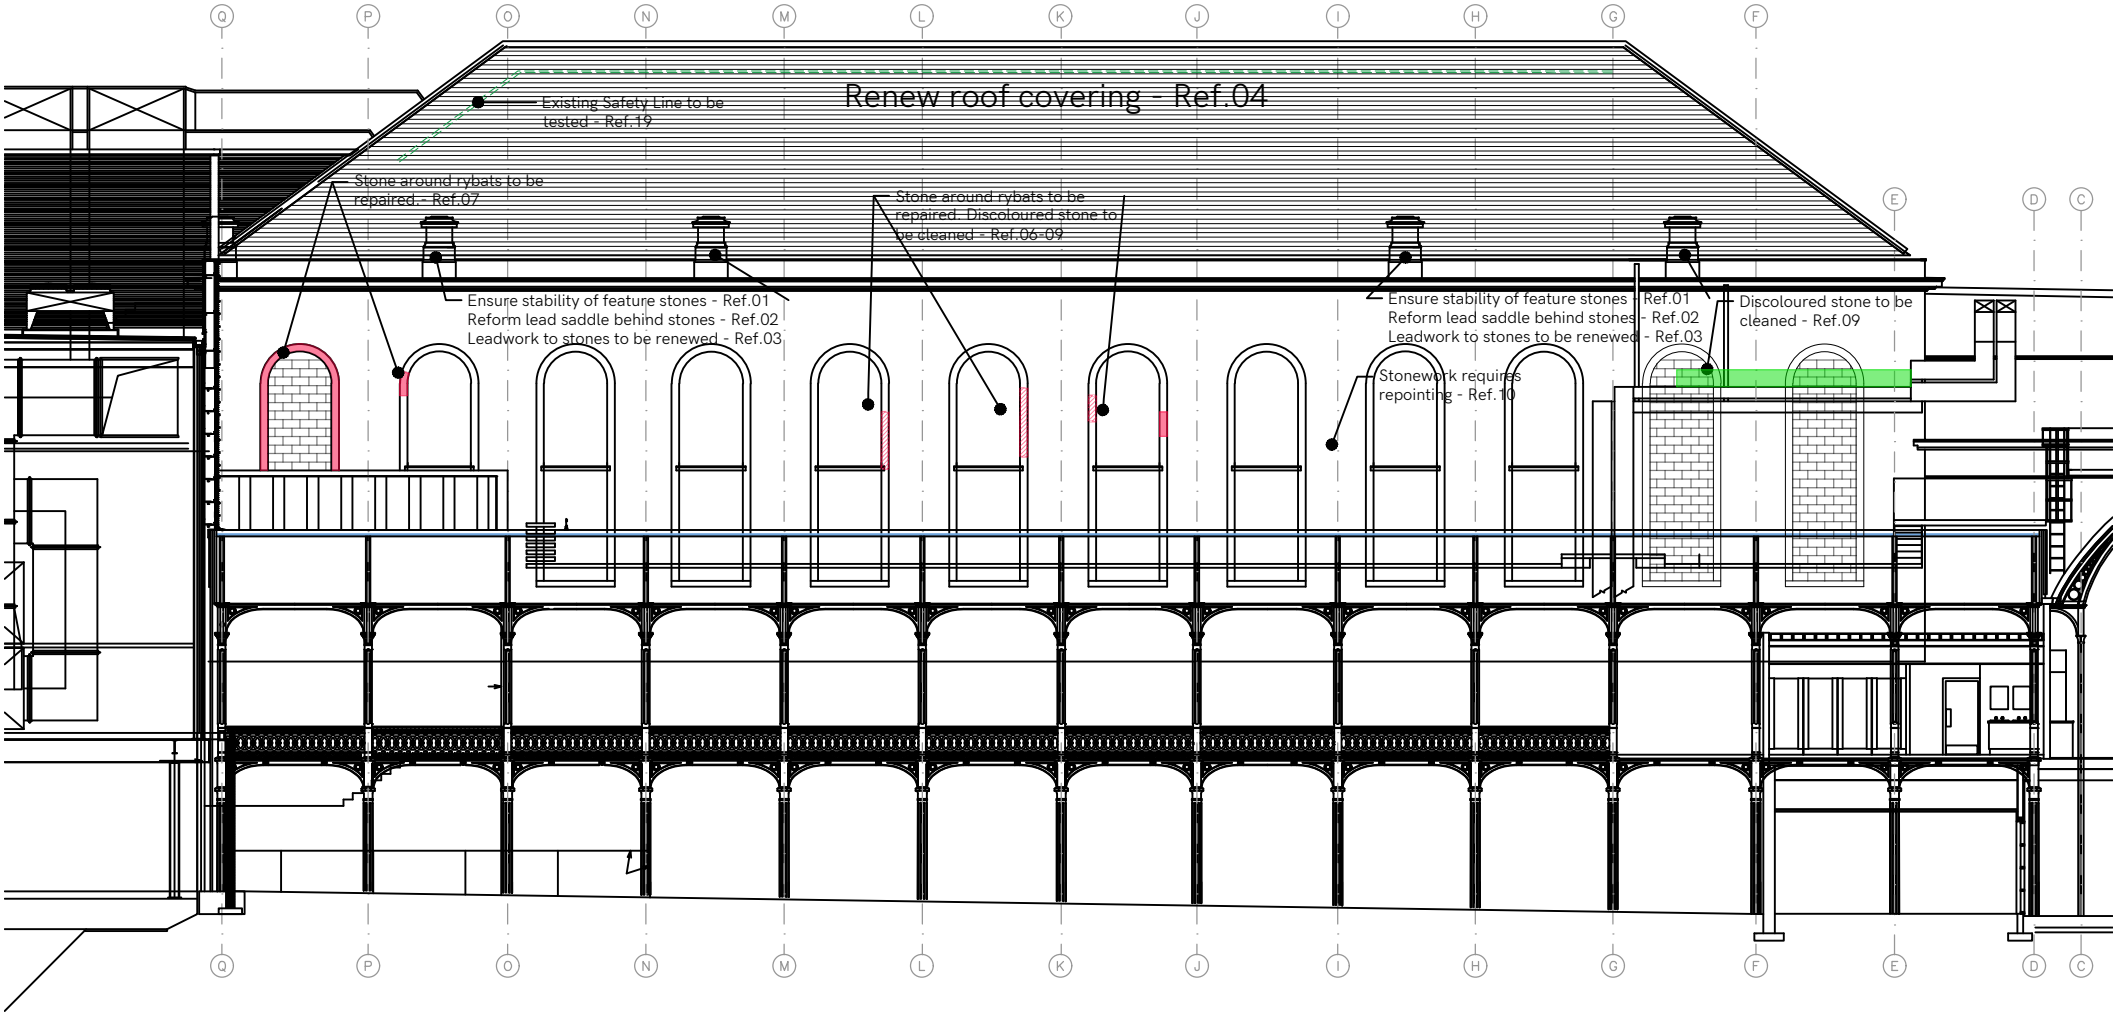 Q P O N M L K J I H G F
Renew roof covering - Ref.04
Existing Safety Line to be
tested - Ref.19
Stone around rybats to be
repaired.- Ref.07
Stone around rybats to be
repaired. Discoloured stone to
be cleaned - Ref.06-09
E D C
Ensure stability of feature stones - Ref.01
Reform lead saddle behind stones - Ref.02
Leadwork to stones to be renewed - Ref.03
Ensure stability of feature stones - Ref.01
Reform lead saddle behind stones - Ref.02
Leadwork to stones to be renewed - Ref.03
Discoloured stone to be
cleaned - Ref.09
Stonework requires
repointing - Ref.10
Q P O N M L K J I H G F E D C